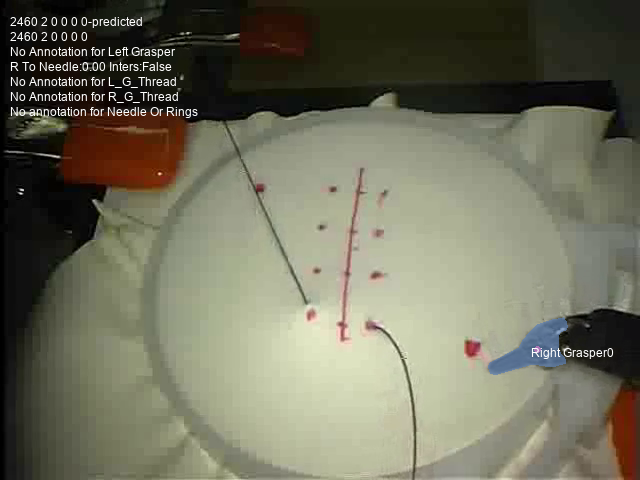 2460 2 0 0 0 0-predicted
2460 2 0 0 0 0
No Annotation for Left Grasper
R To Needle:0.00 Inters:False
No Annotation for L_G_Thread
No Annotation for R_G_Thread
No annotation for Needle Or Rings
Right Grasper0